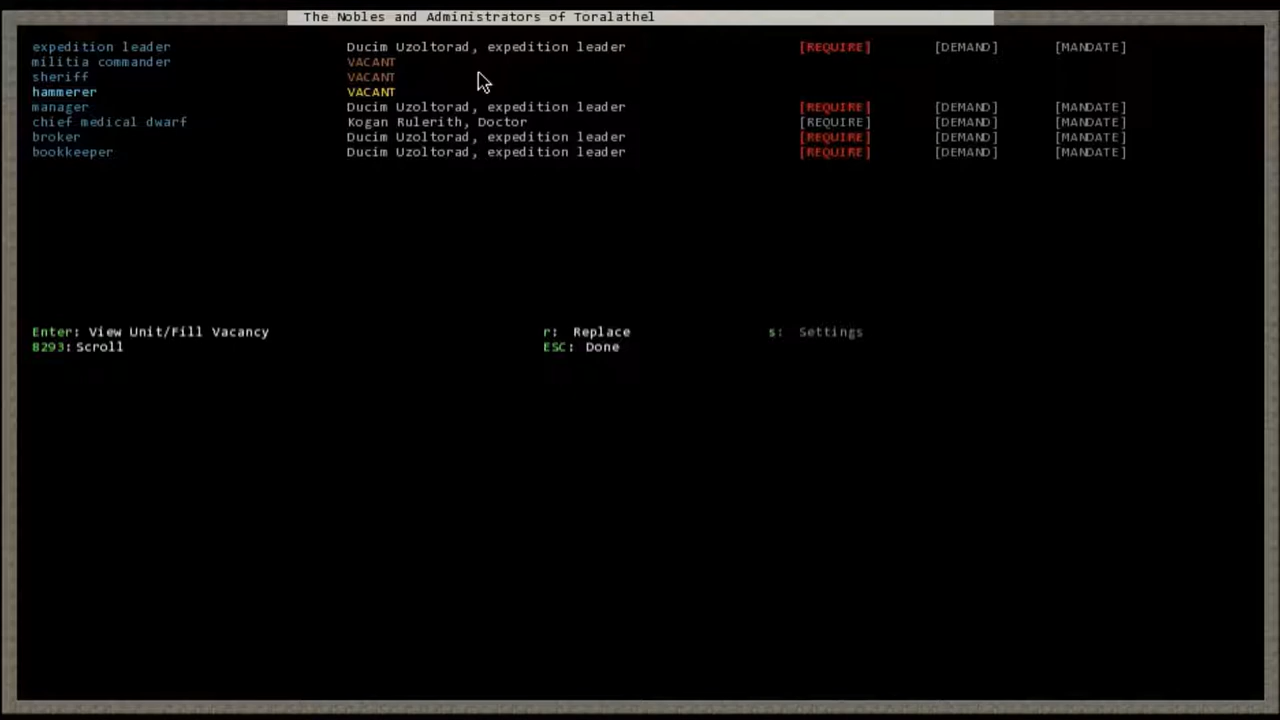 The Nobles and Administrators of Toralathel
expedition leader Ducim Uzoltorad, expedition leader [REQUIRE] [DEMAND] [MANDATE]
militia commander VACANT
sheriff VACANT
hammerer VACANT
manager Ducim Uzoltorad, expedition leader [REQUIRE] [DEMAND] [MANDATE]
chief medical dwarf Kogan Rulerith, Doctor [REQUIRE] [DEMAND] [MANDATE]
broker Ducim Uzoltorad, expedition leader [REQUIRE] [DEMAND] [MANDATE]
bookkeeper Ducim Uzoltorad, expedition leader [REQUIRE] [DEMAND] [MANDATE]
Enter: View Unit/Fill Vacancy r: Replace s: Settings
8293: Scroll ESC: Done